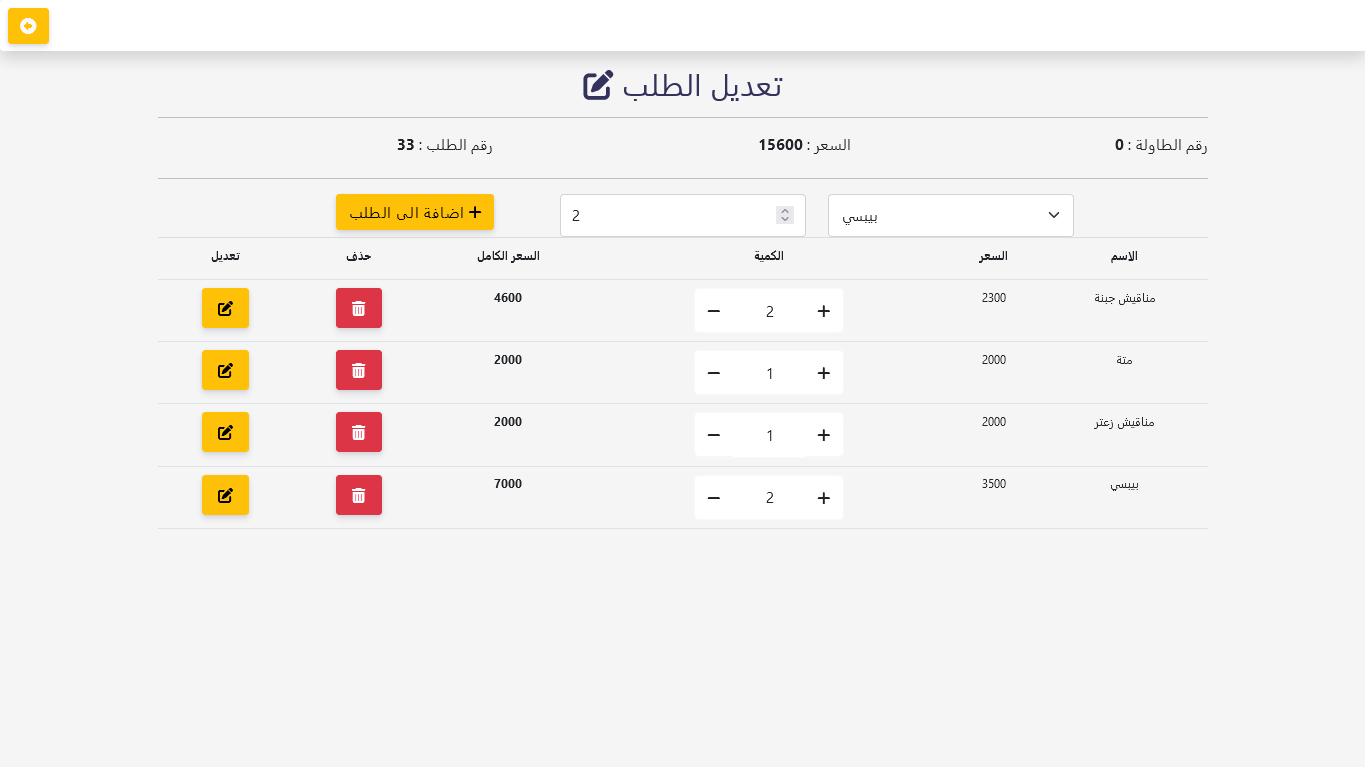 تعديل الطلب
رقم الطاولة : 0 السعر : 15600 رقم الطلب : 33
بيبسي 2 اضافة الى الطلب
الاسم السعر الكمية السعر الكامل حذف تعديل
مناقيش جبنة 2300 + 2 − 4600
متة 2000 + 1 − 2000
مناقيش زعتر 2000 + 1 − 2000
بيبسي 3500 + 2 − 7000